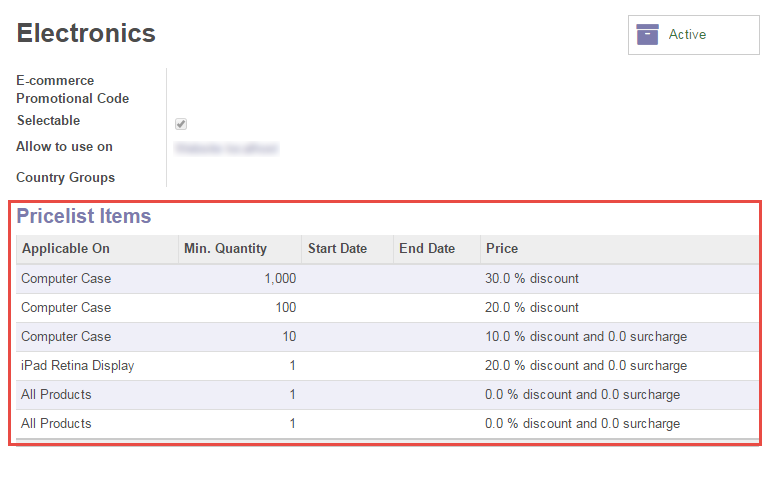 Electronics
Active
E-commerce
Promotional Code
Selectable
Allow to use on
Country Groups
Pricelist Items
Applicable On Min. Quantity Start Date End Date Price
Computer Case 1,000 30.0 % discount
Computer Case 100 20.0 % discount
Computer Case 10 10.0 % discount and 0.0 surcharge
iPad Retina Display 1 20.0 % discount and 0.0 surcharge
All Products 1 0.0 % discount and 0.0 surcharge
All Products 1 0.0 % discount and 0.0 surcharge